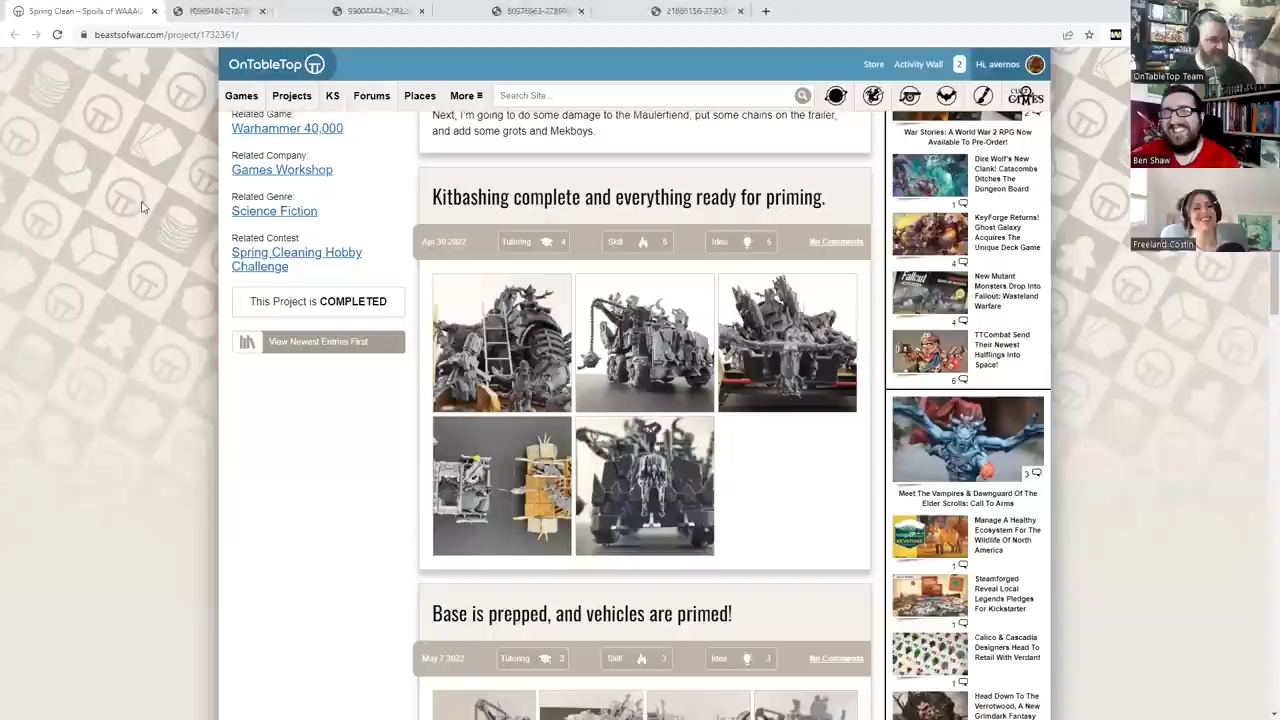 Spring Clean – Spoils of WAAAG
beastsofwar.com/project/1732361/
OnTableTop
Store
Activity Wall
2
Hi, avernos
Games
Projects
KS
Forums
Places
More
Search Site..
OnTableTop Team
Ben Shaw
Freeland Costin
Related Game:
Warhammer 40,000
Related Company:
Games Workshop
Related Genre:
Science Fiction
Related Contest:
Spring Cleaning Hobby
Challenge
This Project is COMPLETED
View Newest Entries First
Next, I'm going to do some damage to the Maulerfiend, put some chains on the trailer,
and add some grots and Mekboys.
Kitbashing complete and everything ready for priming.
Apr 30 2022
Tutoring
4
Skill
5
Idea
5
No Comments
Base is prepped, and vehicles are primed!
May 7 2022
Tutoring
3
Skill
3
Idea
3
No Comments
War Stories: A World War 2 RPG Now
Available To Pre-Order!
Dire Wolf's New
Clank! Catacombs
Ditches The
Dungeon Board
1
KeyForge Returns!
Ghost Galaxy
Acquires The
Unique Deck Game
4
New Mutant
Monsters Drop Into
Fallout: Wasteland
Warfare
4
TTCombat Send
Their Newest
Halflings Into
Space!
6
3
Meet The Vampires & Dawnguard Of The
Elder Scrolls: Call To Arms
Manage A Healthy
Ecosystem For The
Wildlife Of North
America
1
Steamforged
Reveal Local
Legends Pledges
For Kickstarter
1
Calico & Cascadia
Designers Head To
Retail With Verdant
1
Head Down To The
Verrotwood, A New
Grimdark Fantasy